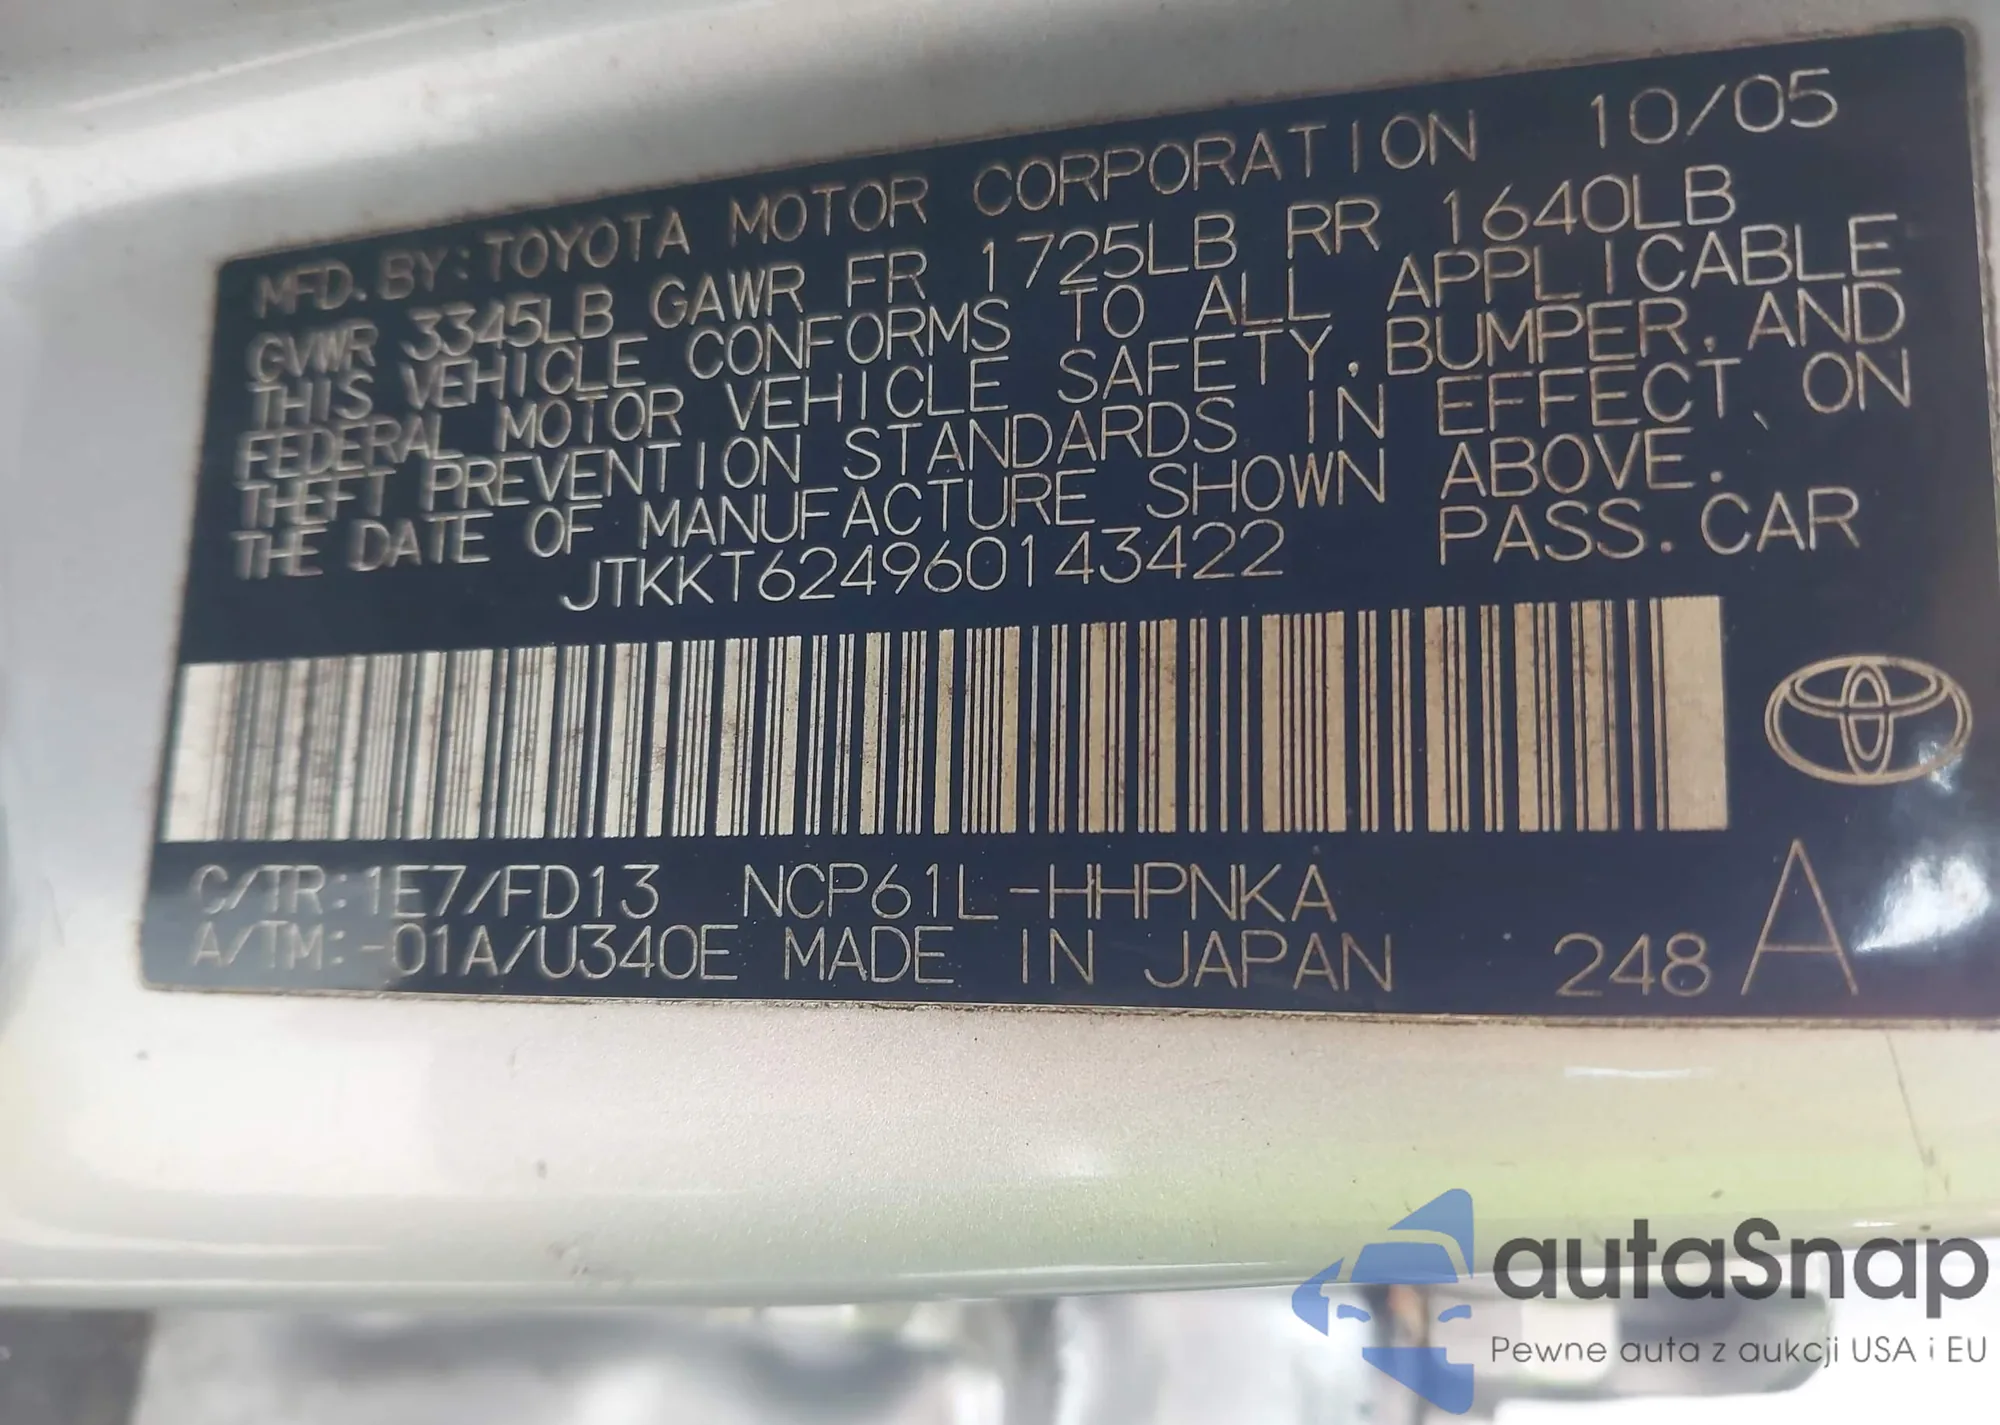 MFD. BY: TOYOTA MOTOR CORPORATION 10/05
GVWR 3345LB GAWR FR 1725LB RR 1640LB
THIS VEHICLE CONFORMS TO ALL APPLICABLE
FEDERAL MOTOR VEHICLE SAFETY, BUMPER, AND
THEFT PREVENTION STANDARDS IN EFFECT, ON
THE DATE OF MANUFACTURE SHOWN ABOVE.
JTKKT624960143422 PASS. CAR
C/TR: 1E7/FD13 NCP61L-HHPNKA
A/TM: -01A/U340E MADE IN JAPAN 248 A
autaSnap
Pewne auta z aukcji USA i EU